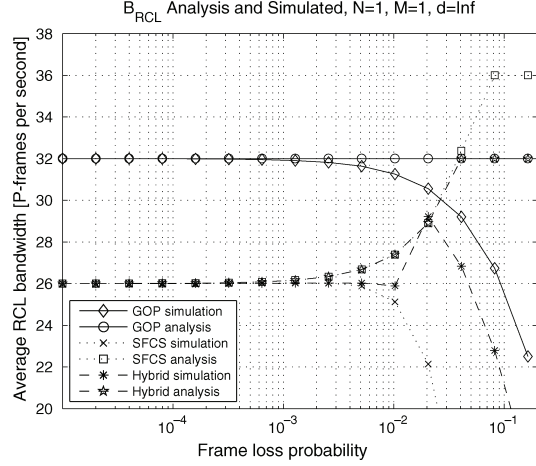 B_RCL Analysis and Simulated, N=1, M=1, d=Inf
Average RCL bandwidth [P-frames per second]
38
36
34
32
30
28
26
24
22
20
GOP simulation
GOP analysis
SFCS simulation
SFCS analysis
Hybrid simulation
Hybrid analysis
10^−4
10^−3
10^−2
10^−1
Frame loss probability